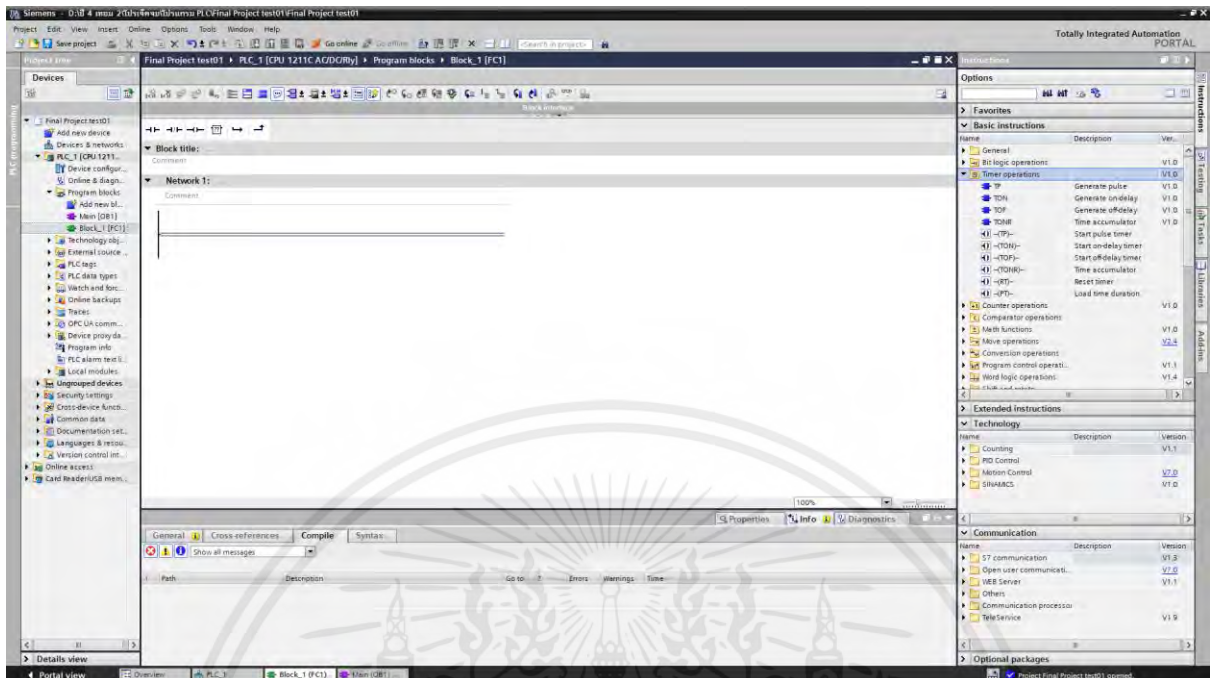 Siemens - D:\ปี 4 เทอม 2\โปรเจ็คจบ\โปรแกรม PLC\Final Project test01\Final Project test01
Project Edit View Insert Online Options Tools Window Help
Save project
Go online
Go offline
<Search in project>
Totally Integrated Automation
PORTAL
Project tree
Devices
PLC programming
Final Project test01
Add new device
Devices & networks
PLC_1 [CPU 1211...
Device configur...
Online & diagn...
Program blocks
Add new bl...
Main [OB1]
Block_1 [FC1]
Technology obj...
External source ...
PLC tags
PLC data types
Watch and forc...
Online backups
Traces
OPC UA comm...
Device proxy da...
Program info
PLC alarm text li...
Local modules
Ungrouped devices
Security settings
Cross-device functi...
Common data
Documentation set...
Languages & resou...
Version control int...
Online access
Card Reader/USB mem...
Details view
Final Project test01 PLC_1 [CPU 1211C AC/DC/Rly] Program blocks Block_1 [FC1]
Block interface
Block title:
Comment
Network 1:
Comment
100%
Properties Info Diagnostics
General Cross-references Compile Syntax
Show all messages
! Path Description Go to ? Errors Warnings Time
Instructions
Options
Favorites
Basic instructions
Name Description Ver...
General
Bit logic operations V1.0
Timer operations V1.0
TP Generate pulse V1.0
TON Generate on-delay V1.0
TOF Generate off-delay V1.0
TONR Time accumulator V1.0
-(TP)- Start pulse timer
-(TON)- Start on-delay timer
-(TOF)- Start off-delay timer
-(TONR)- Time accumulator
-(RT)- Reset timer
-(PT)- Load time duration
Counter operations V1.0
Comparator operations
Math functions V1.0
Move operations V2.4
Conversion operations
Program control operati... V1.1
Word logic operations V1.4
Shift and rotate
Extended instructions
Technology
Name Description Version
Counting V1.1
PID Control
Motion Control V7.0
SINAMICS V1.0
Communication
Name Description Version
S7 communication V1.3
Open user communicati... V7.0
WEB Server V1.1
Others
Communication processor
TeleService V1.9
Optional packages
Instructions
Testing
Tasks
Libraries
Add-ins
Portal view
Overview
PLC_1
Block_1 (FC1)
Main (OB1)
Project Final Project test01 opened.